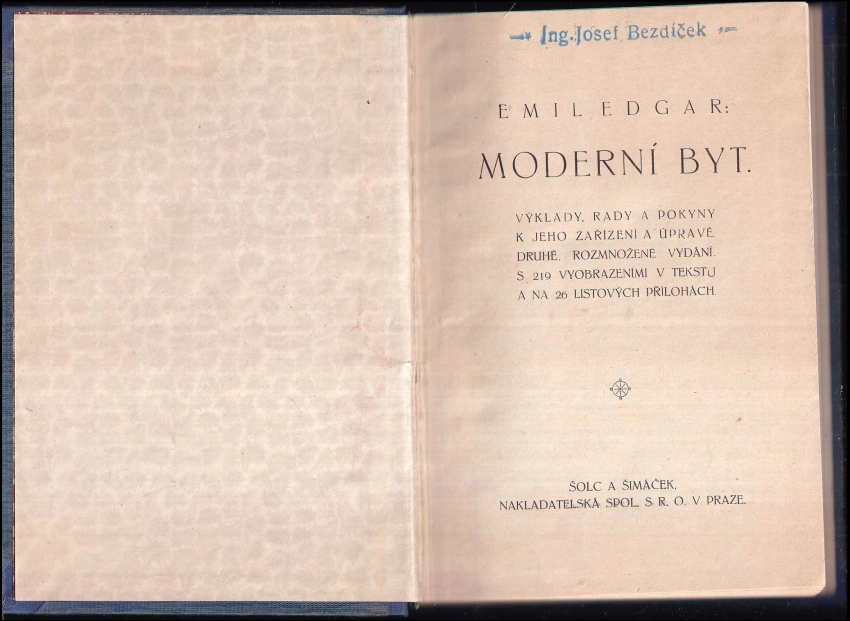 Ing. Josef Bezdíček
EMIL EDGAR:
MODERNÍ BYT.
VÝKLADY, RADY A POKYNY
K JEHO ZAŘÍZENÍ A ÚPRAVĚ.
DRUHÉ, ROZMNOŽENÉ VYDÁNÍ.
S 219 VYOBRAZENÍMI V TEKSTU
A NA 26 LISTOVÝCH PŘÍLOHÁCH.
ŠOLC A ŠIMÁČEK,
NAKLADATELSKÁ SPOL. S R. O. V PRAZE.